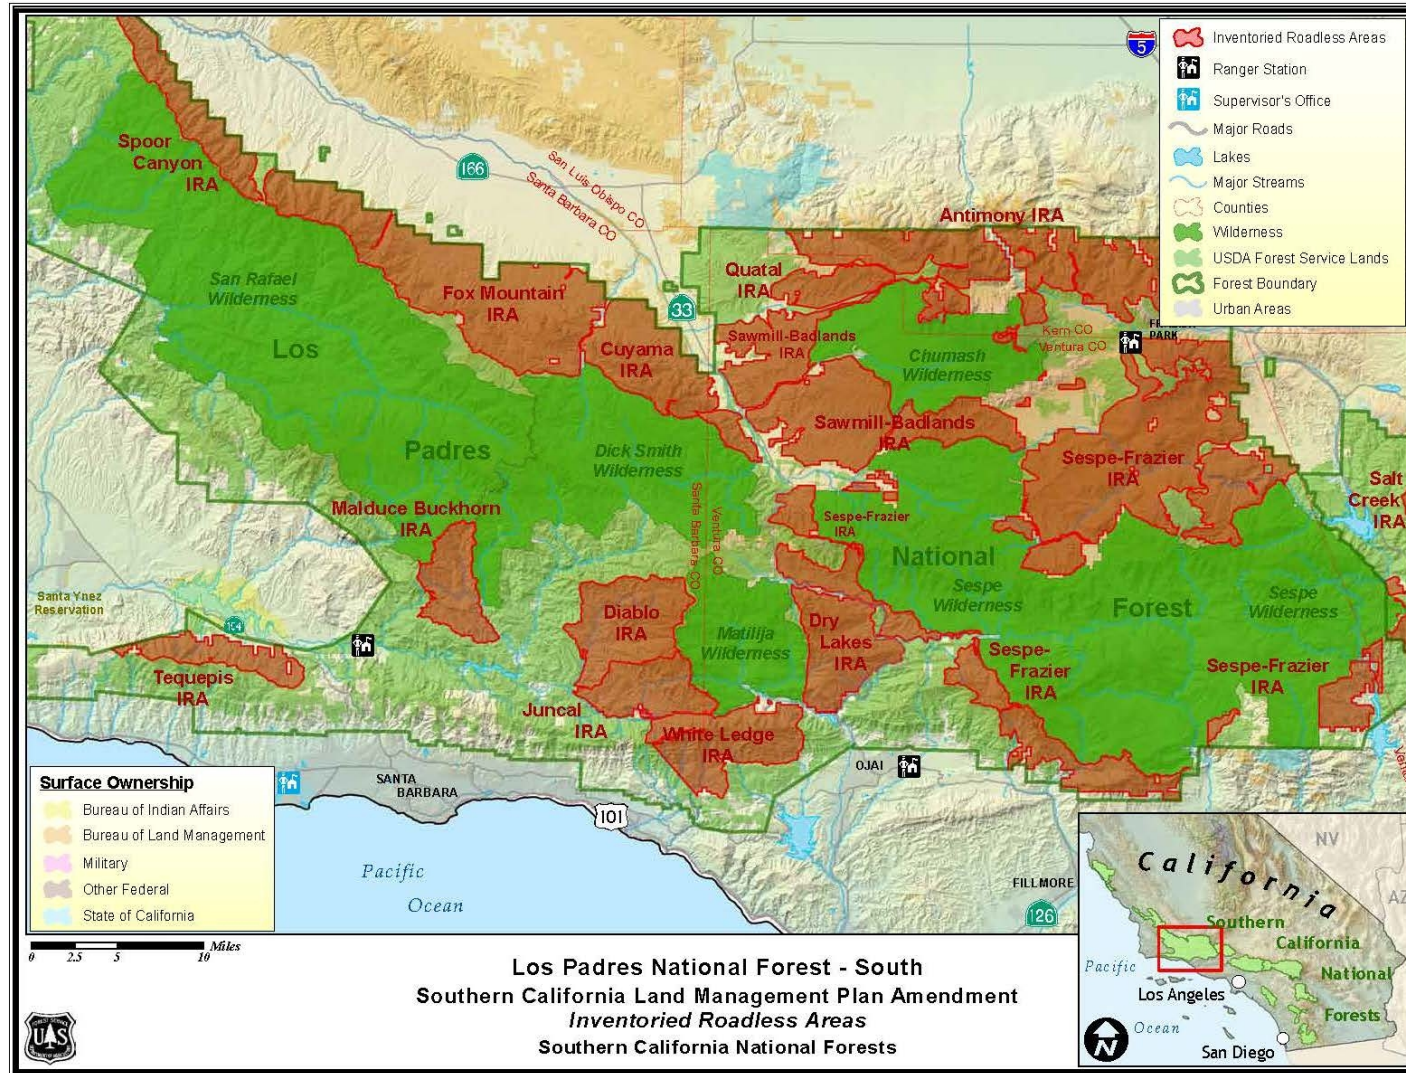 5
Inventoried Roadless Areas
Ranger Station
Supervisor's Office
Major Roads
Lakes
Major Streams
Counties
Wilderness
USDA Forest Service Lands
Forest Boundary
Urban Areas
Spoor
Canyon
IRA
166
San Luis Obispo CO
Santa Barbara CO
Antimony IRA
Quatal
IRA
San Rafael
Wilderness
Fox Mountain
IRA
33
Sawmill-Badlands
IRA
Kern CO
Ventura CO
PARK
Los
Cuyama
IRA
Chumash
Wilderness
Sawmill-Badlands
IRA
Padres
Dick Smith
Wilderness
Sespe-Frazier
IRA
Salt
Creek
IRA
Malduce Buckhorn
IRA
Santa Barbara CO
Ventura CO
Sespe-Frazier
IRA
National
Sespe
Wilderness
Forest
Sespe
Wilderness
Santa Ynez
Reservation
154
Diablo
IRA
Matilija
Wilderness
Dry
Lakes
IRA
Sespe-
Frazier
IRA
Sespe-Frazier
IRA
Tequepis
IRA
Juncal
IRA
White Ledge
IRA
OJAI
SANTA
BARBARA
101
Surface Ownership
Bureau of Indian Affairs
Bureau of Land Management
Military
Other Federal
State of California
Pacific
Ocean
FILLMORE
126
0 2.5 5 10 Miles
Los Padres National Forest - South
Southern California Land Management Plan Amendment
Inventoried Roadless Areas
Southern California National Forests
FOREST SERVICE
U S
DEPARTMENT OF AGRICULTURE
NV
AZ
California
Southern
California
National
Forests
Pacific
Ocean
Los Angeles
San Diego
N